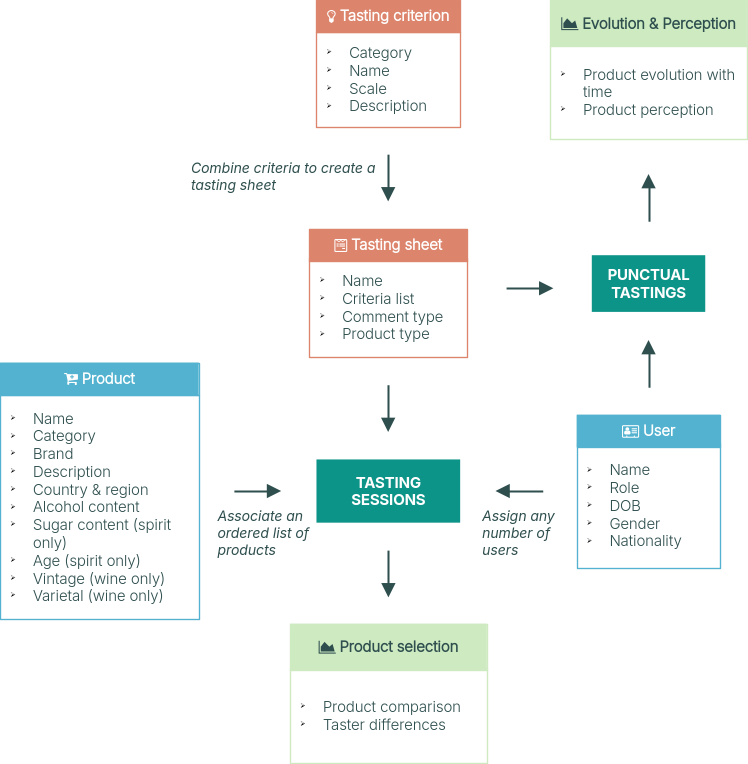 Tasting criterion
Category
Name
Scale
Description
Evolution & Perception
Product evolution with
time
Product perception
Combine criteria to create a
tasting sheet
Tasting sheet
Name
Criteria list
Comment type
Product type
PUNCTUAL
TASTINGS
Product
Name
Category
Brand
Description
Country & region
Alcohol content
Sugar content (spirit
only)
Age (spirit only)
Vintage (wine only)
Varietal (wine only)
User
Name
Role
DOB
Gender
Nationality
TASTING
SESSIONS
Associate an
ordered list of
products
Assign any
number of
users
Product selection
Product comparison
Taster differences